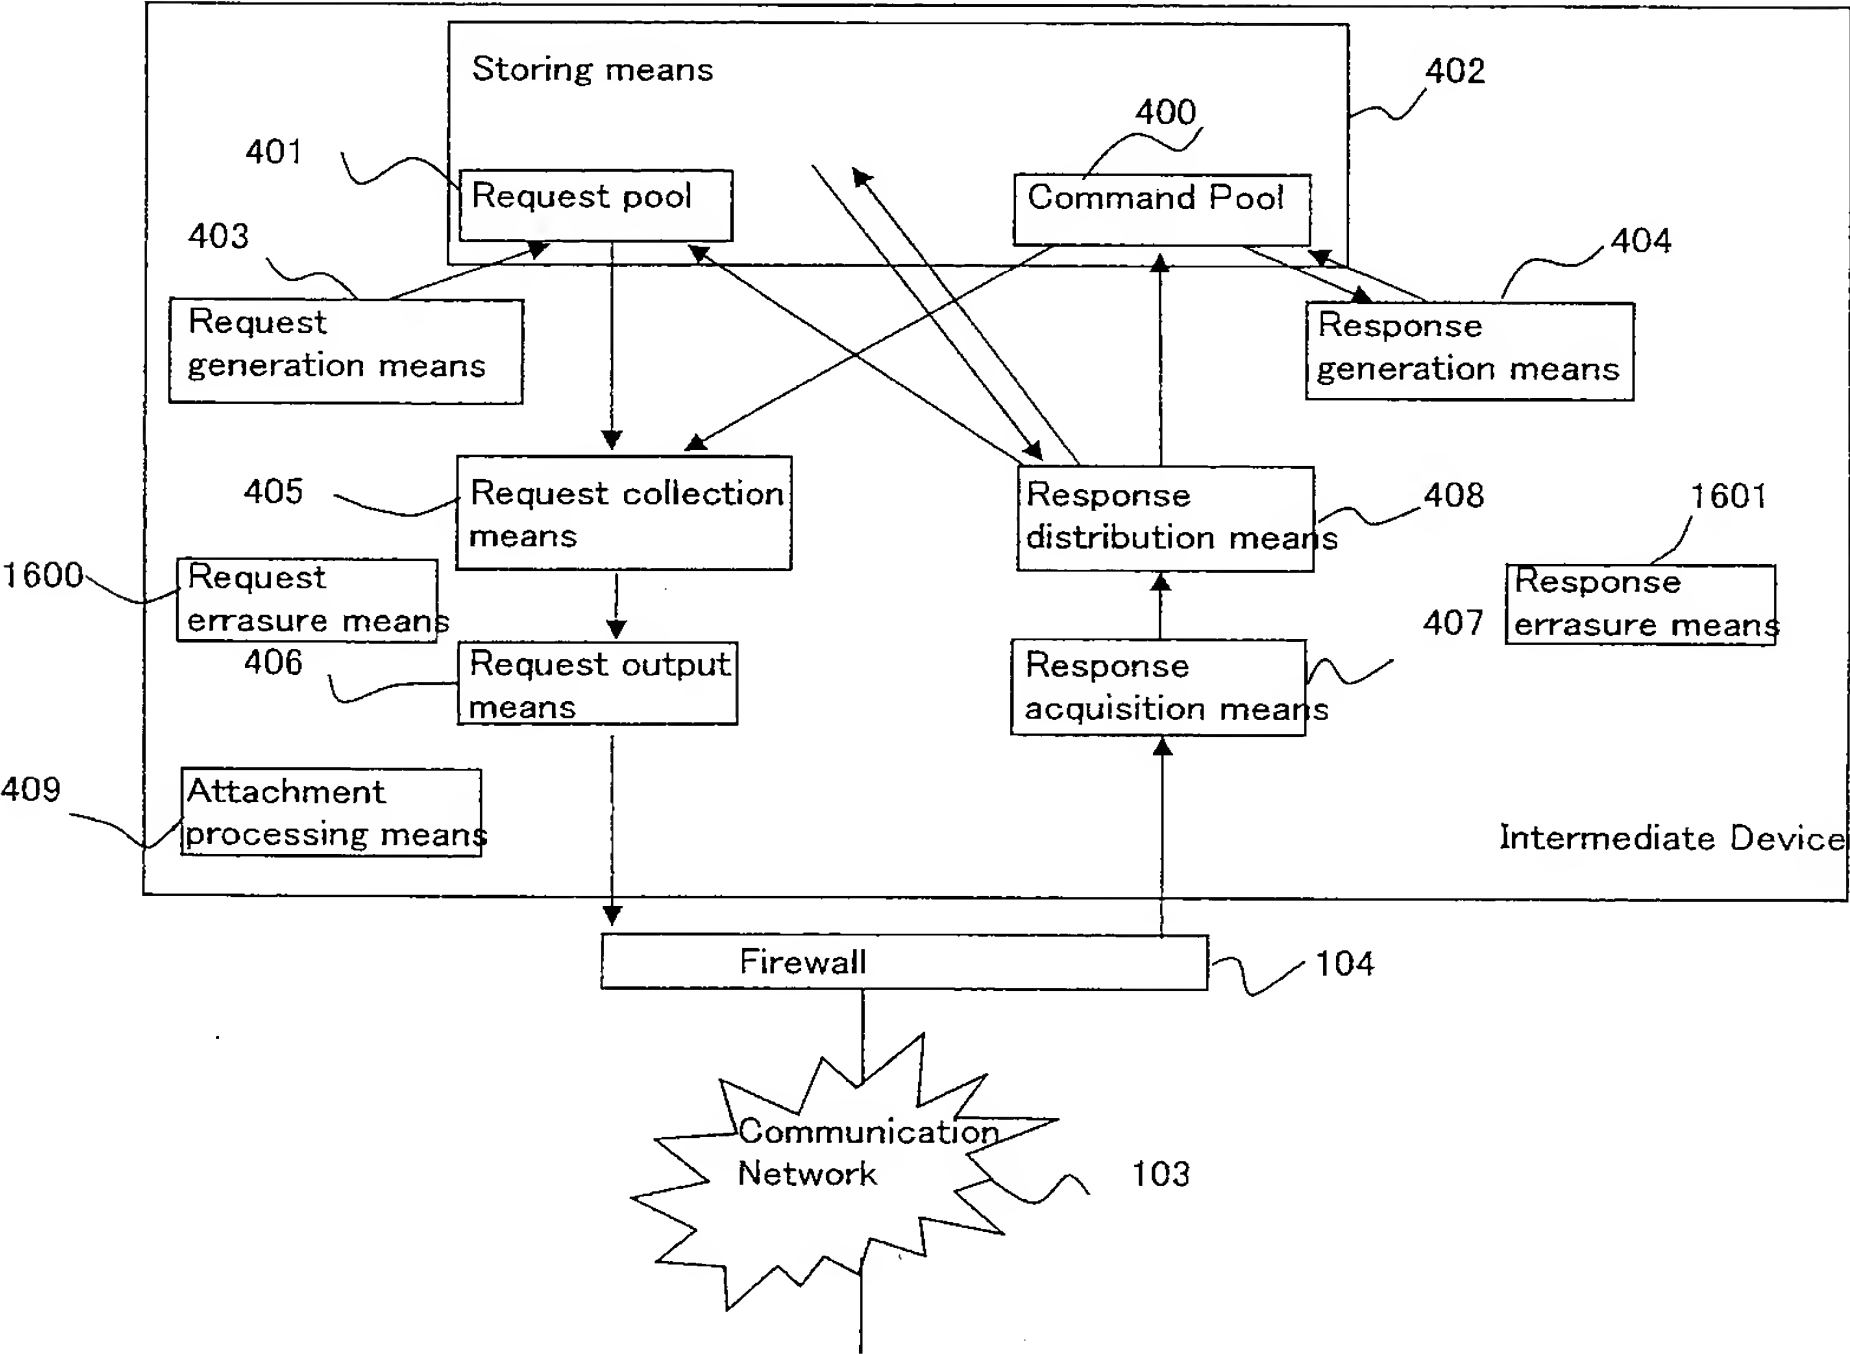 Storing means
402
400
401
Request pool
Command Pool
403
404
Request
generation means
Response
generation means
405
Request collection
means
Response
distribution means
408
1601
1600
Request
errasure means
Response
errasure means
406
Request output
means
Response
acquisition means
407
409
Attachment
processing means
Intermediate Device
Firewall
104
Communication
Network
103